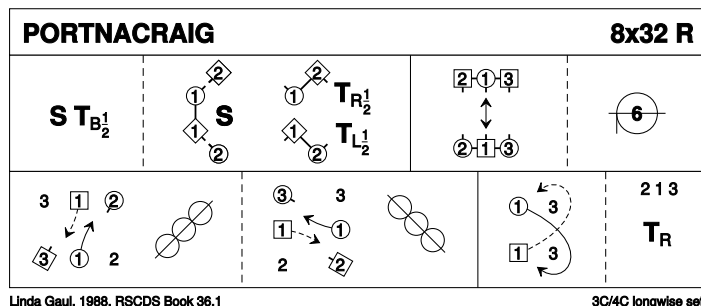 PORTNACRAIG 8x32 R
S T B 1/2 2 1 S 1 2 2 1 T R 1/2 1 2 T L 1/2 2 1 3 2 1 3 6
3 1 2 3 1 2 3 3 1 1 2 2 1 3 1 3 2 1 3 T R
Linda Gaul, 1988, RSCDS Book 36.1 3C/4C longwise set